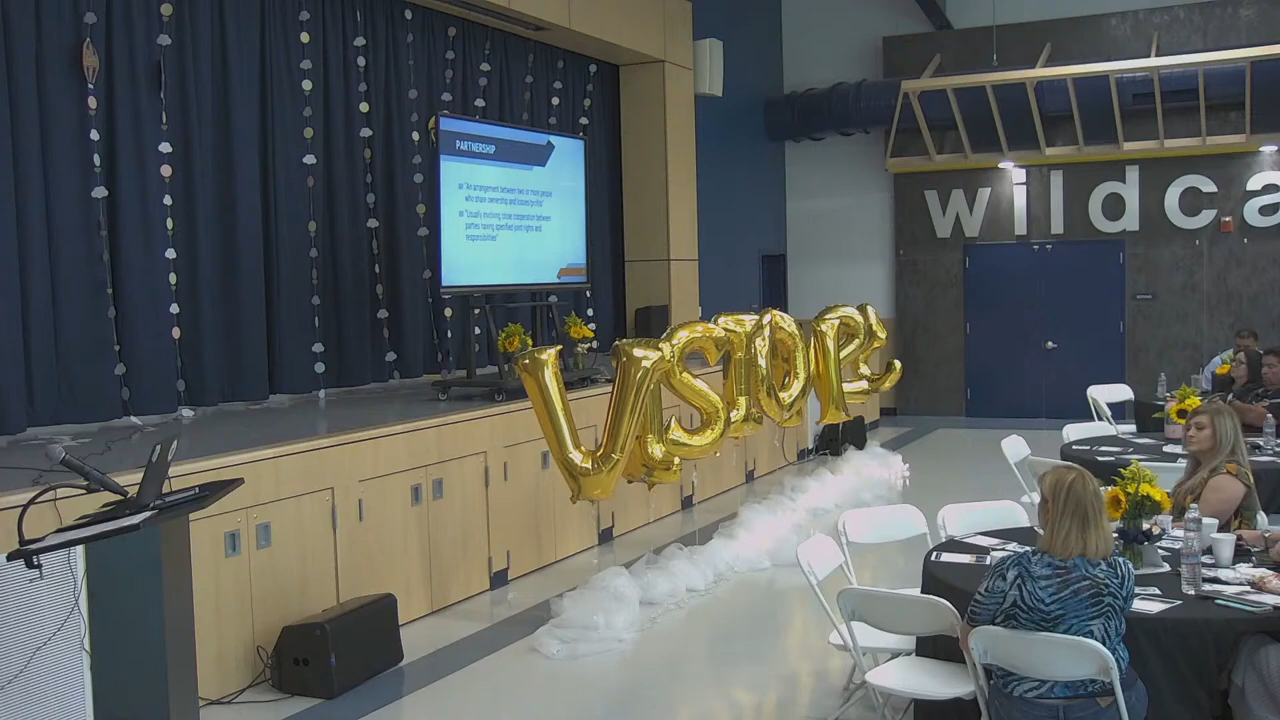 PARTNERSHIP
"An arrangement between two or more people
who share ownership and losses/profits"
"Usually involving close cooperation between
parties having specified joint rights and
responsibilities"
wildca